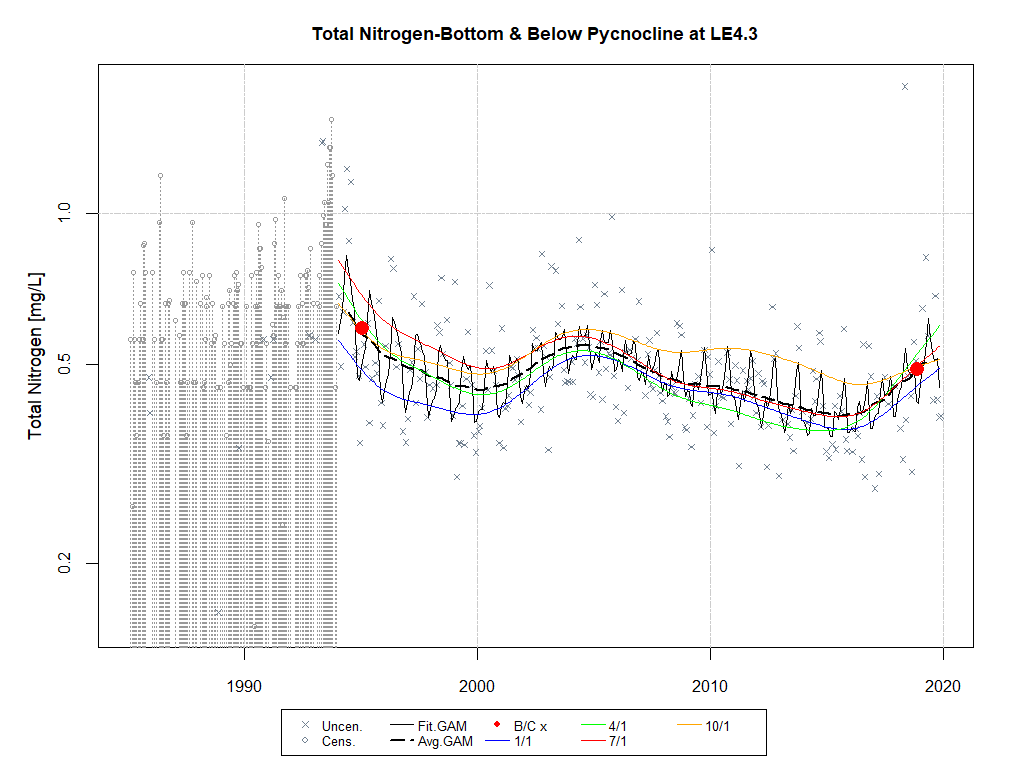 Total Nitrogen-Bottom & Below Pycnocline at LE4.3
Total Nitrogen [mg/L]
1.0
0.5
0.2
1990 2000 2010 2020
Uncen. Fit.GAM B/C x 4/1 10/1
Cens. Avg.GAM 1/1 7/1